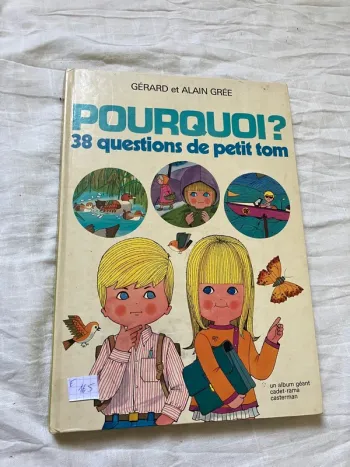 GÉRARD et ALAIN GRÉE
POURQUOI?
38 questions de petit tom
un album géant
cadet-rama
casterman